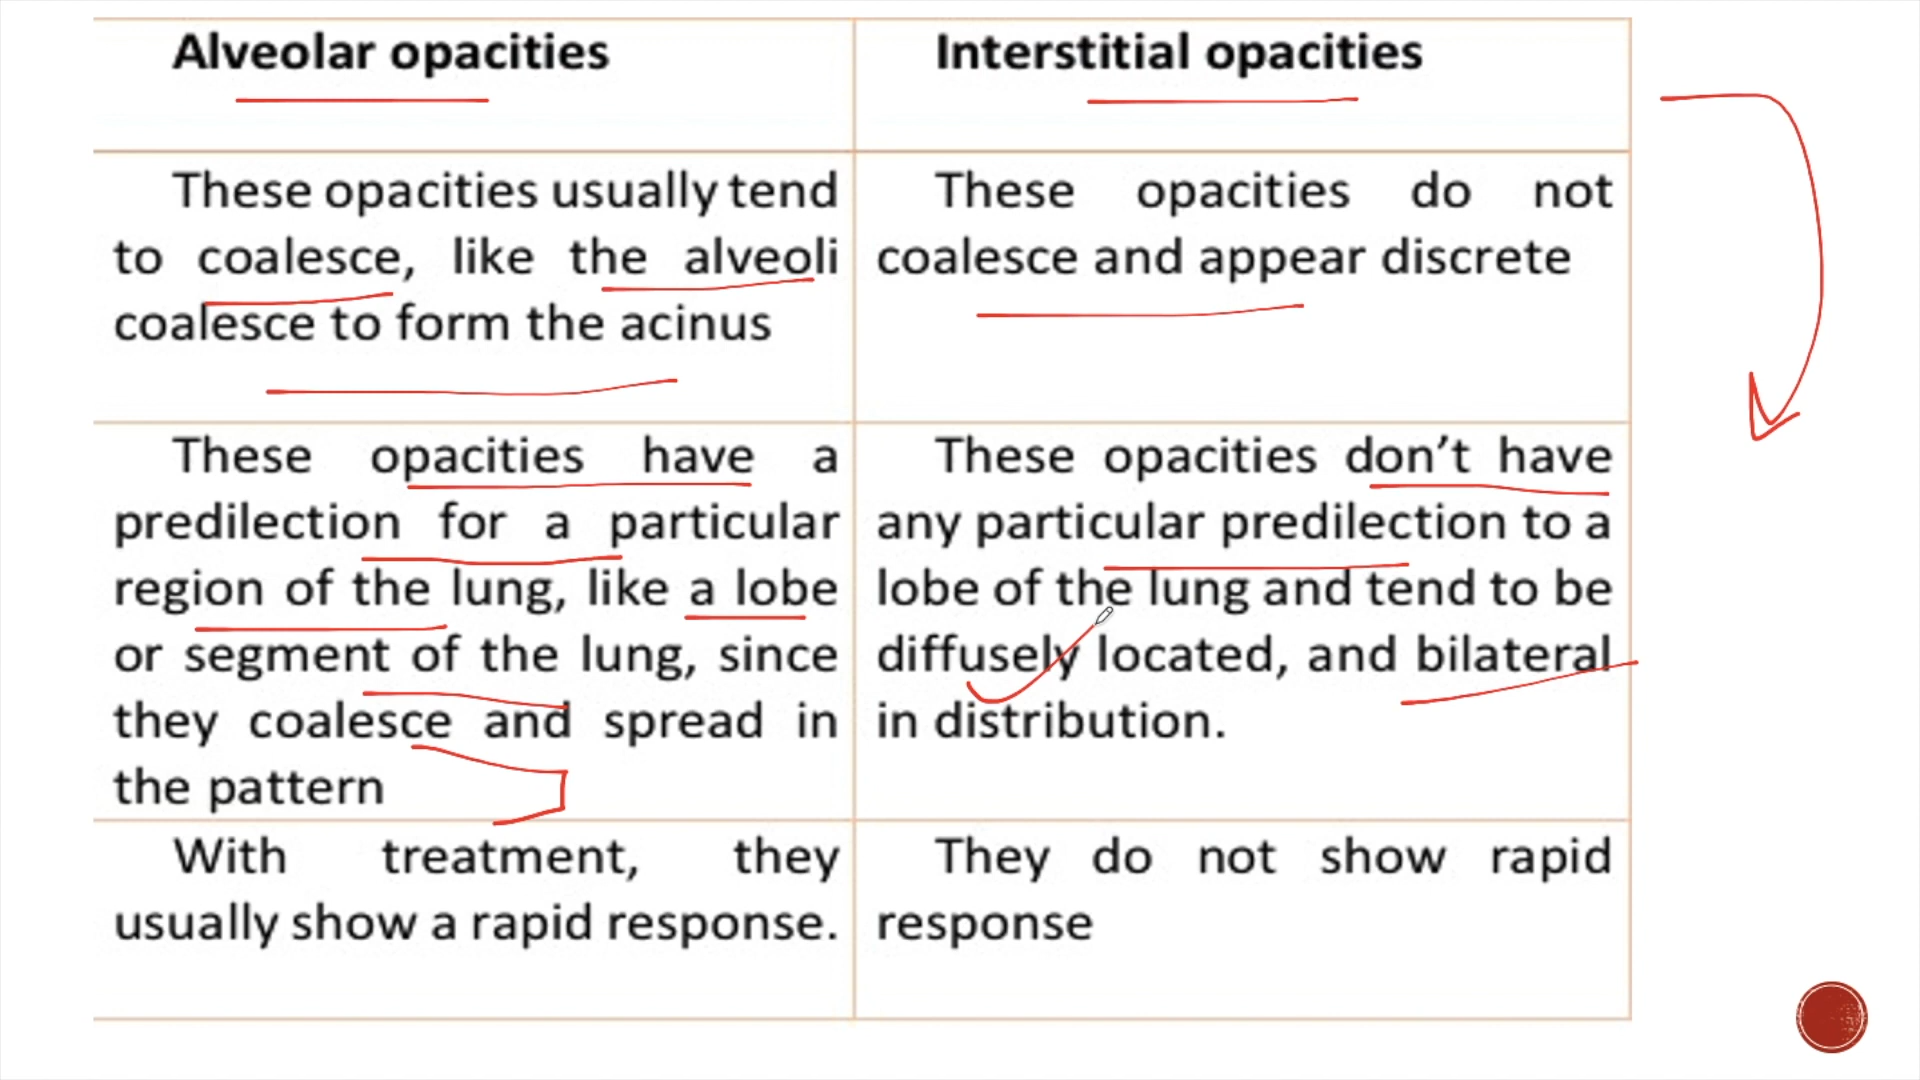 Alveolar opacities
Interstitial opacities
These opacities usually tend
to coalesce, like the alveoli
coalesce to form the acinus
These opacities do not
coalesce and appear discrete
These opacities have a
predilection for a particular
region of the lung, like a lobe
or segment of the lung, since
they coalesce and spread in
the pattern
These opacities don't have
any particular predilection to a
lobe of the lung and tend to be
diffusely located, and bilateral
in distribution.
With treatment, they
usually show a rapid response.
They do not show rapid
response